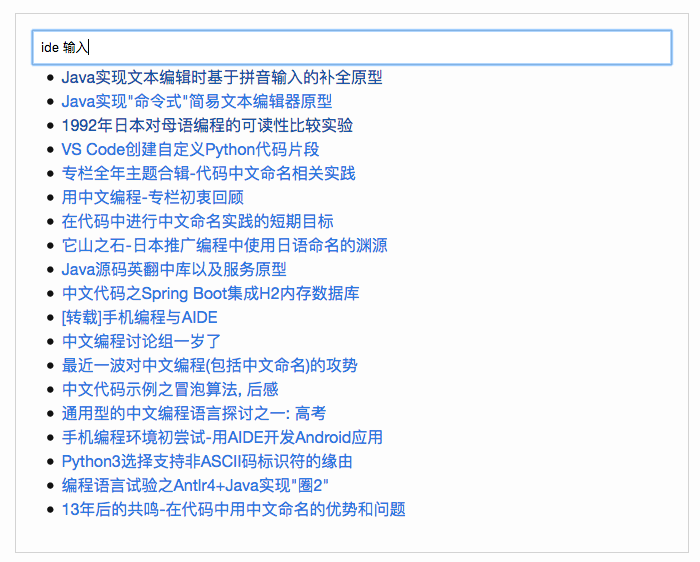 ide 输入
Java实现文本编辑时基于拼音输入的补全原型
Java实现"命令式"简易文本编辑器原型
1992年日本对母语编程的可读性比较实验
VS Code创建自定义Python代码片段
专栏全年主题合辑-代码中文命名相关实践
用中文编程-专栏初衷回顾
在代码中进行中文命名实践的短期目标
它山之石-日本推广编程中使用日语命名的渊源
Java源码英翻中库以及服务原型
中文代码之Spring Boot集成H2内存数据库
[转载]手机编程与AIDE
中文编程讨论组一岁了
最近一波对中文编程(包括中文命名)的攻势
中文代码示例之冒泡算法, 后感
通用型的中文编程语言探讨之一: 高考
手机编程环境初尝试-用AIDE开发Android应用
Python3选择支持非ASCII码标识符的缘由
编程语言试验之Antlr4+Java实现"圈2"
13年后的共鸣-在代码中用中文命名的优势和问题